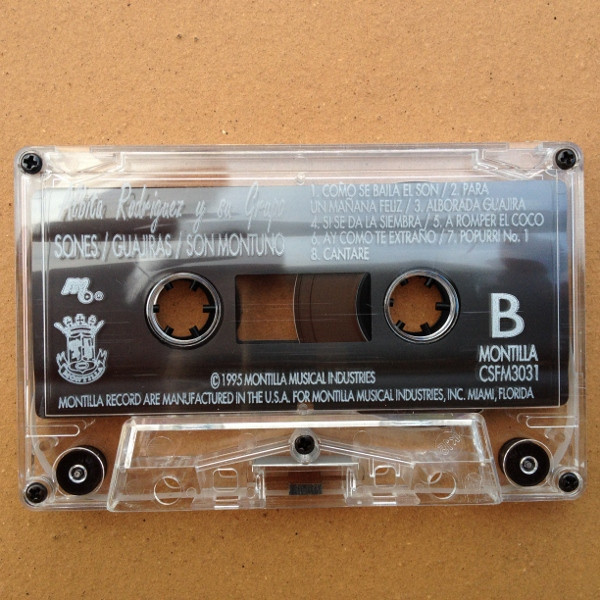 Albita Rodriguez y su Grupo
SONES / GUAJIRAS / SON MONTUNO
1. COMO SE BAILA EL SON / 2. PARA
UN MAÑANA FELIZ / 3. ALBORADA GUAJIRA
4. SI SE DA LA SIEMBRA / 5. A ROMPER EL COCO
6. AY COMO TE EXTRAÑO / 7. POPURRI No. 1
8. CANTARE
B
MONTILLA
CSFM3031
©1995 MONTILLA MUSICAL INDUSTRIES
MONTILLA RECORD ARE MANUFACTURED IN THE U.S.A. FOR MONTILLA MUSICAL INDUSTRIES, INC. MIAMI, FLORIDA